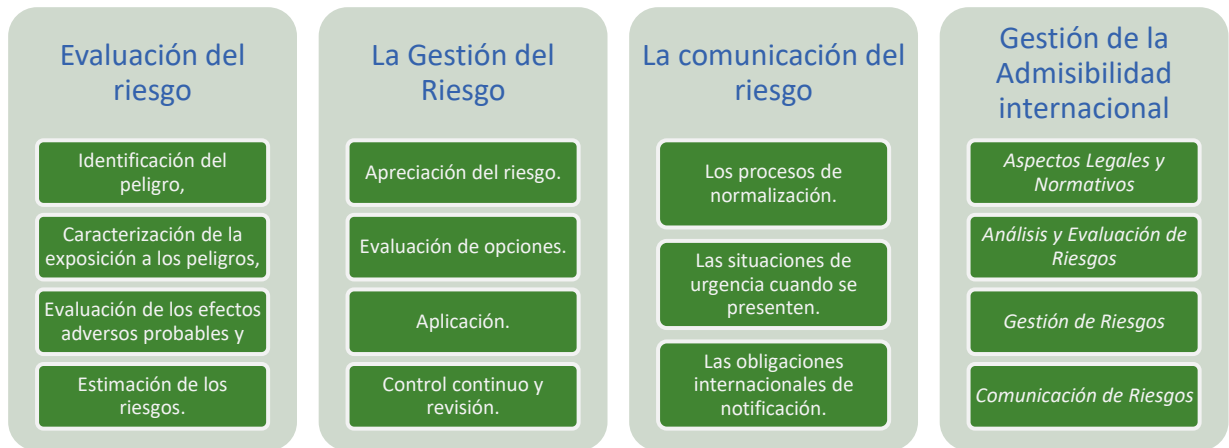 Evaluación del
riesgo
Identificación del
peligro,
Caracterización de la
exposición a los peligros,
Evaluación de los efectos
adversos probables y
Estimación de los
riesgos.
La Gestión del
Riesgo
Apreciación del riesgo.
Evaluación de opciones.
Aplicación.
Control continuo y
revisión.
La comunicación del
riesgo
Los procesos de
normalización.
Las situaciones de
urgencia cuando se
presenten.
Las obligaciones
internacionales de
notificación.
Gestión de la
Admisibilidad
internacional
Aspectos Legales y
Normativos
Análisis y Evaluación de
Riesgos
Gestión de Riesgos
Comunicación de Riesgos